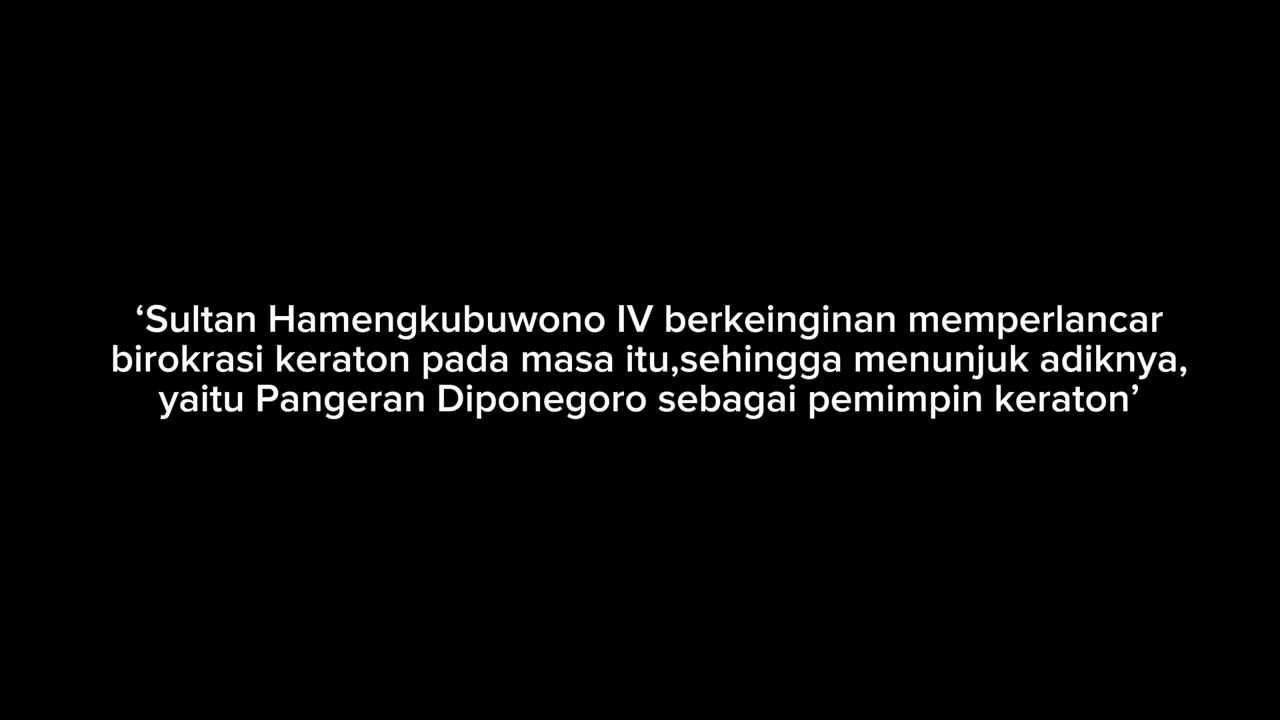 ‘Sultan Hamengkubuwono IV berkeinginan memperlancar
birokrasi keraton pada masa itu,sehingga menunjuk adiknya,
yaitu Pangeran Diponegoro sebagai pemimpin keraton’